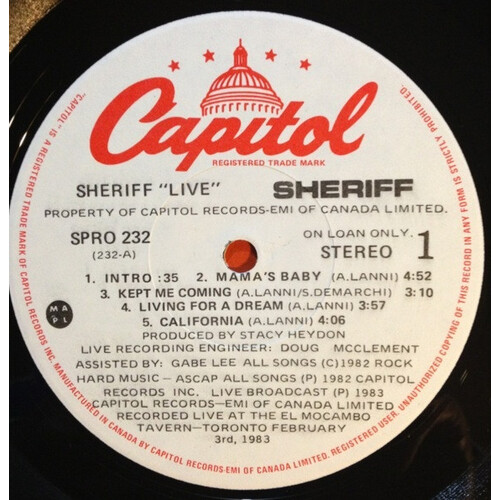 Capitol
REGISTERED TRADE MARK
SHERIFF "LIVE" SHERIFF
PROPERTY OF CAPITOL RECORDS-EMI OF CANADA LIMITED.
SPRO 232 ON LOAN ONLY.
(232-A) STEREO 1
1. INTRO :35 2. MAMA'S BABY (A.LANNI) 4:52
3. KEPT ME COMING (A.LANNI/S.DEMARCHI) 3:10
4. LIVING FOR A DREAM (A.LANNI) 3:57
5. CALIFORNIA (A.LANNI) 4:06
PRODUCED BY STACY HEYDON
LIVE RECORDING ENGINEER: DOUG MCCLEMENT
ASSISTED BY: GABE LEE ALL SONGS (C) 1982 ROCK
HARD MUSIC - ASCAP ALL SONGS (P) 1982 CAPITOL
RECORDS INC. LIVE BROADCAST (P) 1983
CAPITOL RECORDS-EMI OF CANADA LIMITED
RECORDED LIVE AT THE EL MOCAMBO
TAVERN-TORONTO FEBRUARY
3rd, 1983
MA
PL
"CAPITOL" IS A REGISTERED TRADE MARK OF CAPITOL RECORDS INC. MANUFACTURED IN CANADA BY CAPITOL RECORDS-EMI OF CANADA LIMITED. REGISTERED USER. UNAUTHORIZED COPYING OF THIS RECORD IN ANY FORM IS STRICTLY PROHIBITED.